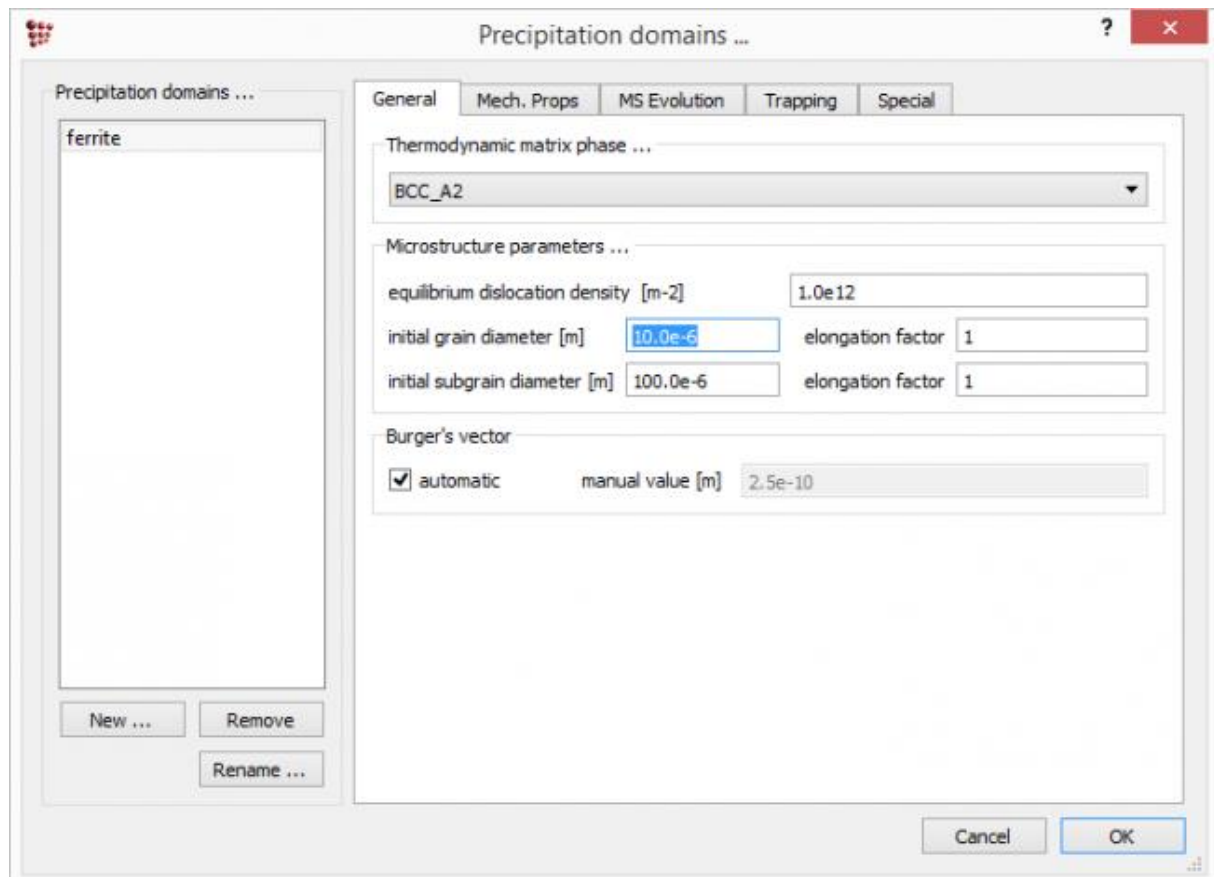 Precipitation domains ...
?
Precipitation domains ...
ferrite
New ...
Remove
Rename ...
General
Mech. Props
MS Evolution
Trapping
Special
Thermodynamic matrix phase ...
BCC_A2
Microstructure parameters ...
equilibrium dislocation density [m-2] 1.0e12
initial grain diameter [m] 10.0e-6 elongation factor 1
initial subgrain diameter [m] 100.0e-6 elongation factor 1
Burger's vector
automatic manual value [m] 2.5e-10
Cancel
OK